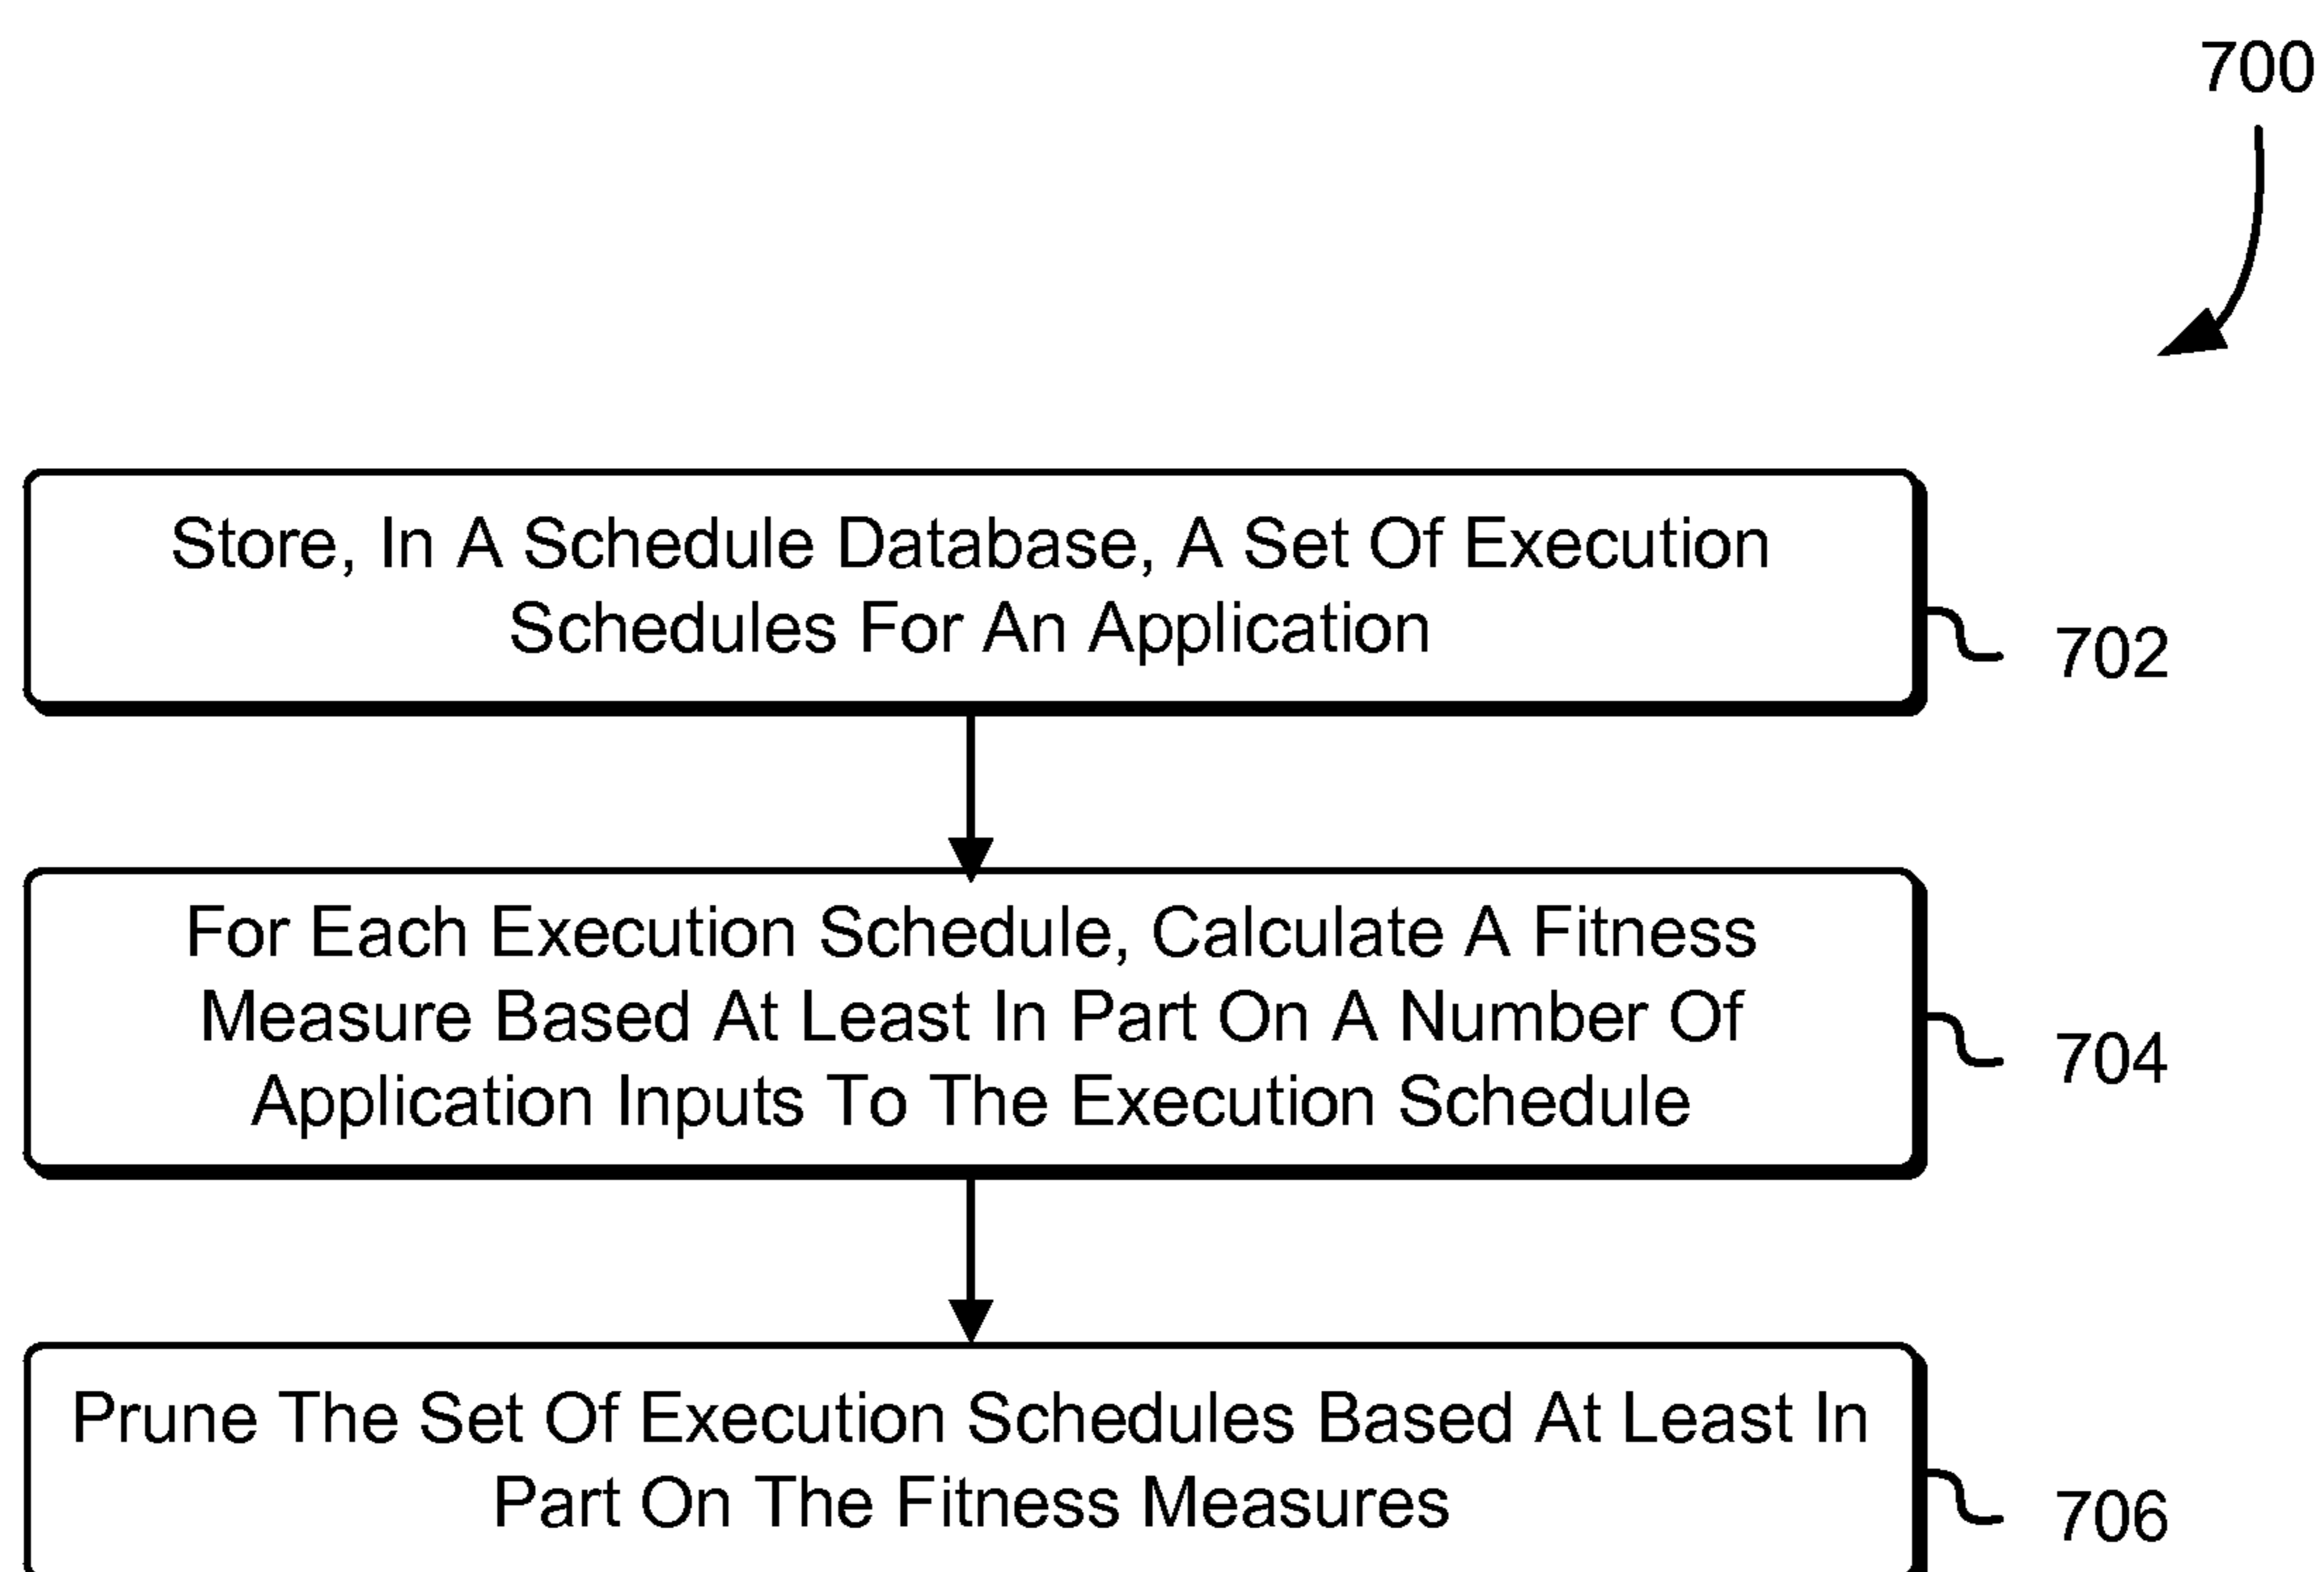 700
Store, In A Schedule Database, A Set Of Execution
Schedules For An Application
702
For Each Execution Schedule, Calculate A Fitness
Measure Based At Least In Part On A Number Of
Application Inputs To The Execution Schedule
704
Prune The Set Of Execution Schedules Based At Least In
Part On The Fitness Measures
706